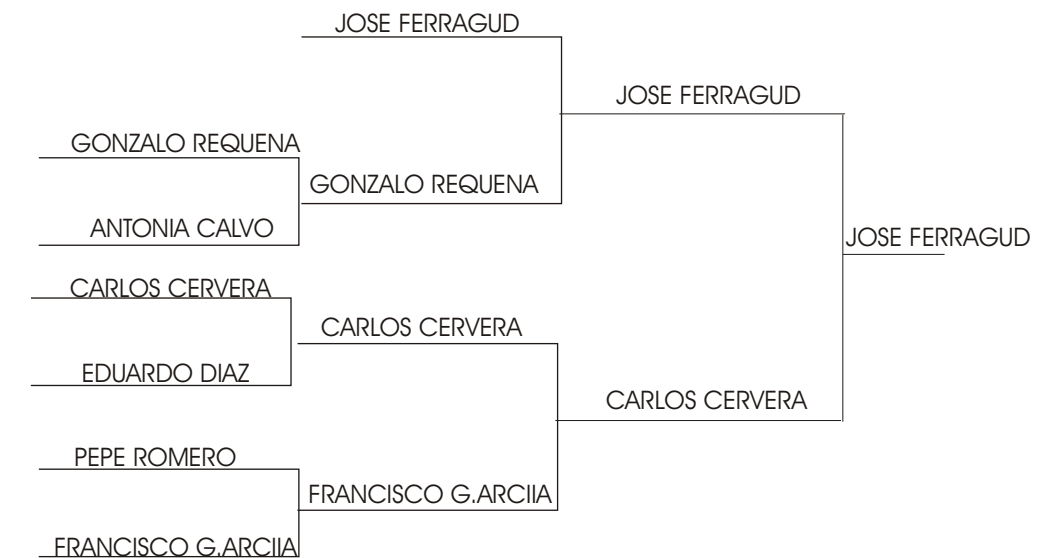 JOSE FERRAGUD
JOSE FERRAGUD
GONZALO REQUENA
GONZALO REQUENA
ANTONIA CALVO
JOSE FERRAGUD
CARLOS CERVERA
CARLOS CERVERA
EDUARDO DIAZ
CARLOS CERVERA
PEPE ROMERO
FRANCISCO G.ARCIIA
FRANCISCO G.ARCIIA